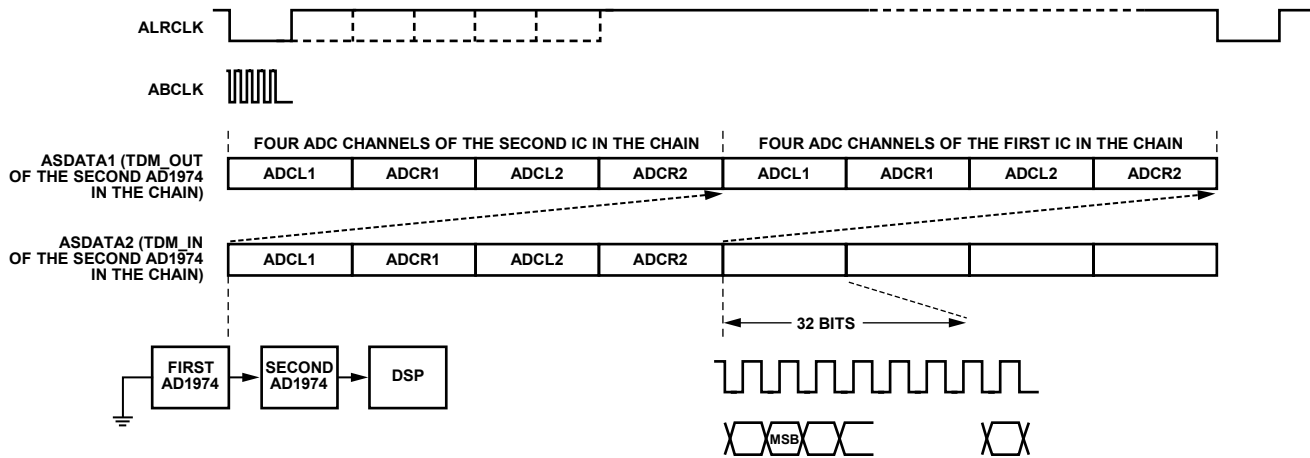 ALRCLK
ABCLK
FOUR ADC CHANNELS OF THE SECOND IC IN THE CHAIN
FOUR ADC CHANNELS OF THE FIRST IC IN THE CHAIN
ASDATA1 (TDM_OUT
OF THE SECOND AD1974
IN THE CHAIN)
ADCL1 ADCR1 ADCL2 ADCR2 ADCL1 ADCR1 ADCL2 ADCR2
ASDATA2 (TDM_IN
OF THE SECOND AD1974
IN THE CHAIN)
ADCL1 ADCR1 ADCL2 ADCR2
32 BITS
FIRST
AD1974
SECOND
AD1974
DSP
MSB